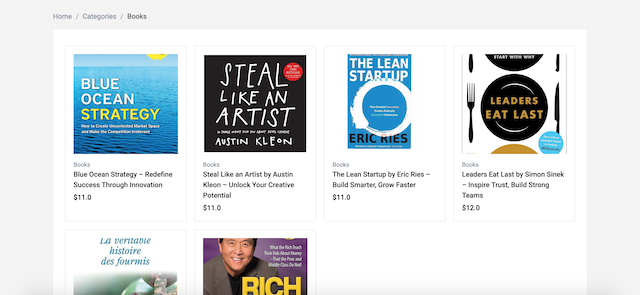 Home / Categories / Books
BLUE
OCEAN
STRATEGY
How to Create Uncontested Market Space
and Make the Competition Irrelevant
Books
Blue Ocean Strategy – Redefine
Success Through Innovation
$11.0
STEAL
LIKE AN
ARTIST
AUSTIN KLEON
Books
Steal Like an Artist by Austin
Kleon – Unlock Your Creative
Potential
$11.0
THE LEAN
STARTUP
ERIC RIES
Books
The Lean Startup by Eric Ries –
Build Smarter, Grow Faster
$11.0
START WITH WHY
LEADERS
EAT LAST
Books
Leaders Eat Last by Simon Sinek
– Inspire Trust, Build Strong
Teams
$12.0
La véritable
histoire
des fourmis
What the Rich Teach
Their Kids About Money
–That the Poor and
Middle Class Do Not!
RICH